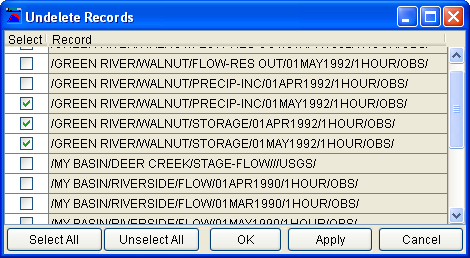 Undelete Records
Select Record
/GREEN RIVER/WALNUT/FLOW-RES OUT/01MAY1992/1HOUR/OBS/
/GREEN RIVER/WALNUT/PRECIP-INC/01APR1992/1HOUR/OBS/
/GREEN RIVER/WALNUT/PRECIP-INC/01MAY1992/1HOUR/OBS/
/GREEN RIVER/WALNUT/STORAGE/01APR1992/1HOUR/OBS/
/GREEN RIVER/WALNUT/STORAGE/01MAY1992/1HOUR/OBS/
/MY BASIN/DEER CREEK/STAGE-FLOW///USGS/
/MY BASIN/RIVERSIDE/FLOW/01APR1990/1HOUR/OBS/
/MY BASIN/RIVERSIDE/FLOW/01MAR1990/1HOUR/OBS/
Select All Unselect All OK Apply Cancel